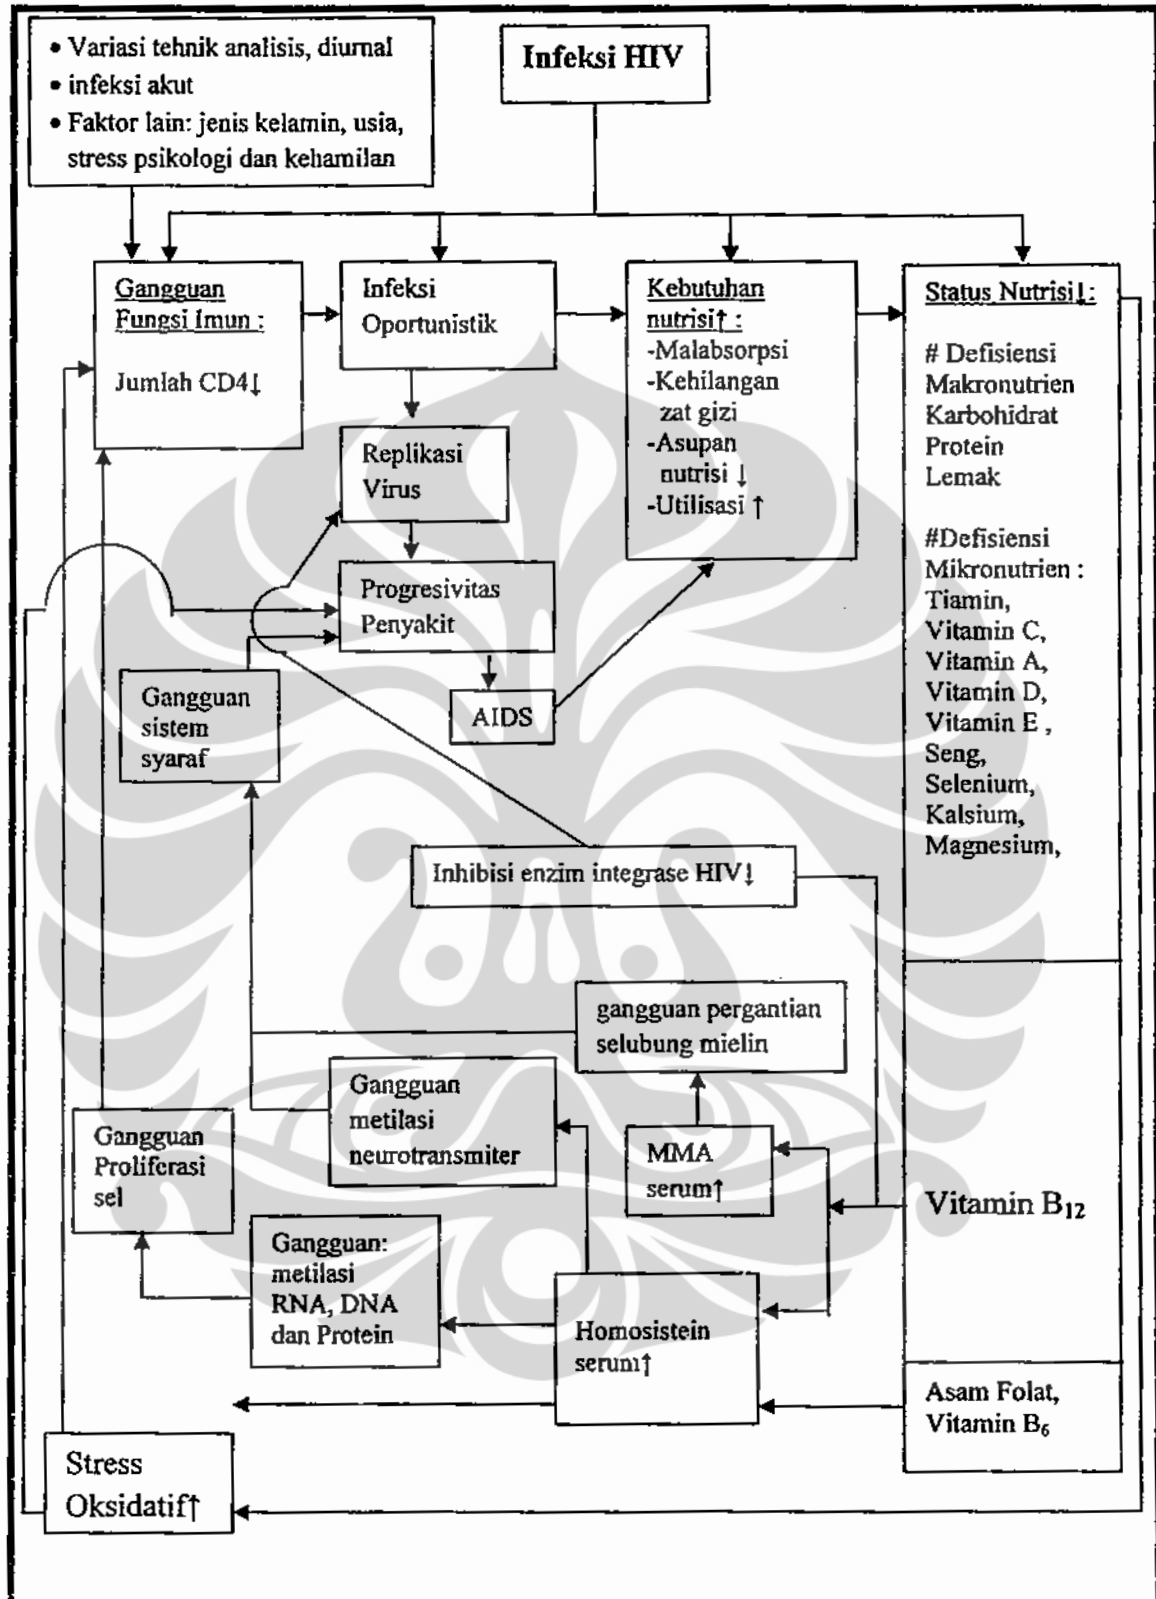 • Variasi tehnik analisis, diurnal
• infeksi akut
• Faktor lain: jenis kelamin, usia,
stress psikologi dan kehamilan
Infeksi HIV
Gangguan
Fungsi Imun :
Jumlah CD4↓
Infeksi
Oportunistik
Kebutuhan
nutrisi↑ :
-Malabsorpsi
-Kehilangan
zat gizi
-Asupan
nutrisi ↓
-Utilisasi ↑
Status Nutrisi↓:
# Defisiensi
Makronutrien
Karbohidrat
Protein
Lemak
#Defisiensi
Mikronutrien :
Tiamin,
Vitamin C,
Vitamin A,
Vitamin D,
Vitamin E ,
Seng,
Selenium,
Kalsium,
Magnesium,
Replikasi
Virus
Progresivitas
Penyakit
AIDS
Gangguan
sistem
syaraf
Inhibisi enzim integrase HIV↓
gangguan pergantian
selubung mielin
Gangguan
metilasi
neurotransmiter
MMA
serum↑
Vitamin B₁₂
Gangguan
Proliferasi
sel
Gangguan:
metilasi
RNA, DNA
dan Protein
Homosistein
serum↑
Asam Folat,
Vitamin B₆
Stress
Oksidatif↑